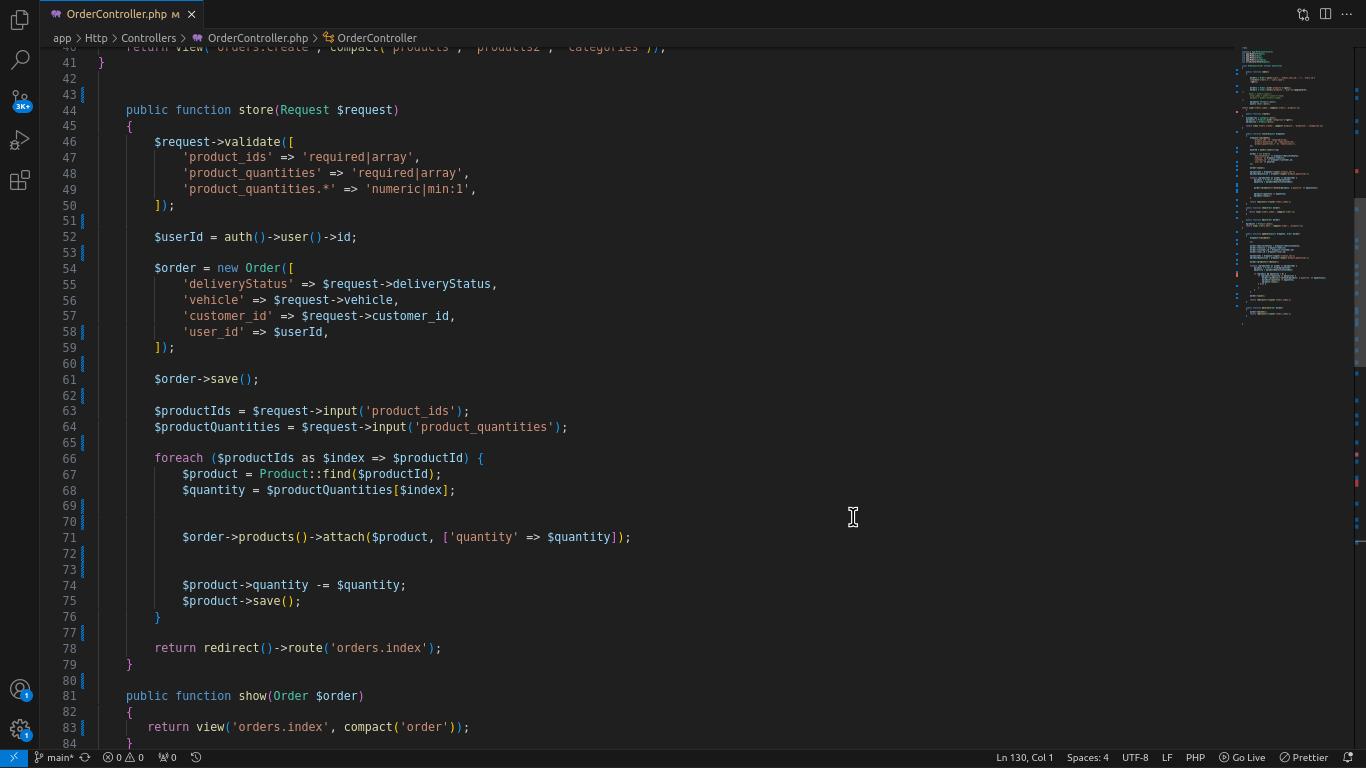 OrderController.php M
app > Http > Controllers > OrderController.php > OrderController
40 return view('orders.create', compact('products', 'products2', 'categories'));
41 }
42
43
44 public function store(Request $request)
45 {
46 $request->validate([
47 'product_ids' => 'required|array',
48 'product_quantities' => 'required|array',
49 'product_quantities.*' => 'numeric|min:1',
50 ]);
51
52 $userId = auth()->user()->id;
53
54 $order = new Order([
55 'deliveryStatus' => $request->deliveryStatus,
56 'vehicle' => $request->vehicle,
57 'customer_id' => $request->customer_id,
58 'user_id' => $userId,
59 ]);
60
61 $order->save();
62
63 $productIds = $request->input('product_ids');
64 $productQuantities = $request->input('product_quantities');
65
66 foreach ($productIds as $index => $productId) {
67 $product = Product::find($productId);
68 $quantity = $productQuantities[$index];
69
70
71 $order->products()->attach($product, ['quantity' => $quantity]);
72
73
74 $product->quantity -= $quantity;
75 $product->save();
76 }
77
78 return redirect()->route('orders.index');
79 }
80
81 public function show(Order $order)
82 {
83 return view('orders.index', compact('order'));
84 }
3K+
1
1
main* 0 0 0 Ln 130, Col 1 Spaces: 4 UTF-8 LF PHP Go Live Prettier